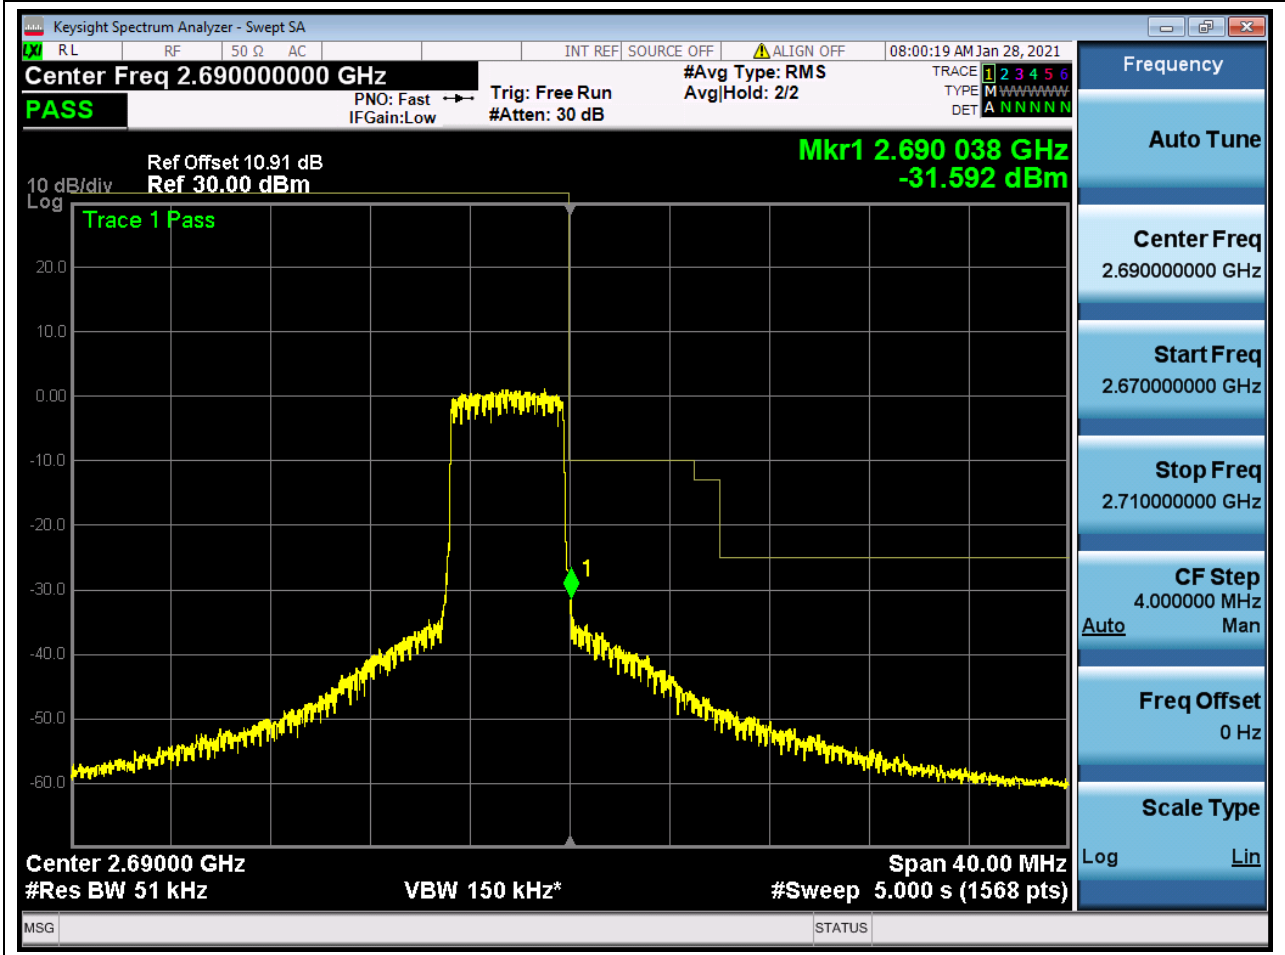 Keysight Spectrum Analyzer - Swept SA
LXI RL RF 50 Ω AC INT REF SOURCE OFF ALIGN OFF 08:00:19 AM Jan 28, 2021
Center Freq 2.690000000 GHz
PASS
PNO: Fast
IFGain:Low
Trig: Free Run
#Atten: 30 dB
#Avg Type: RMS
Avg|Hold: 2/2
TRACE 1 2 3 4 5 6
TYPE M WWWWW
DET A N N N N N
Mkr1 2.690 038 GHz
-31.592 dBm
Ref Offset 10.91 dB
10 dB/div Ref 30.00 dBm
Log
Trace 1 Pass
20.0
10.0
0.00
-10.0
-20.0
1
-30.0
-40.0
-50.0
-60.0
Center 2.69000 GHz Span 40.00 MHz
#Res BW 51 kHz VBW 150 kHz* #Sweep 5.000 s (1568 pts)
MSG STATUS
Frequency
Auto Tune
Center Freq
2.690000000 GHz
Start Freq
2.670000000 GHz
Stop Freq
2.710000000 GHz
CF Step
4.000000 MHz
Auto Man
Freq Offset
0 Hz
Scale Type
Log Lin